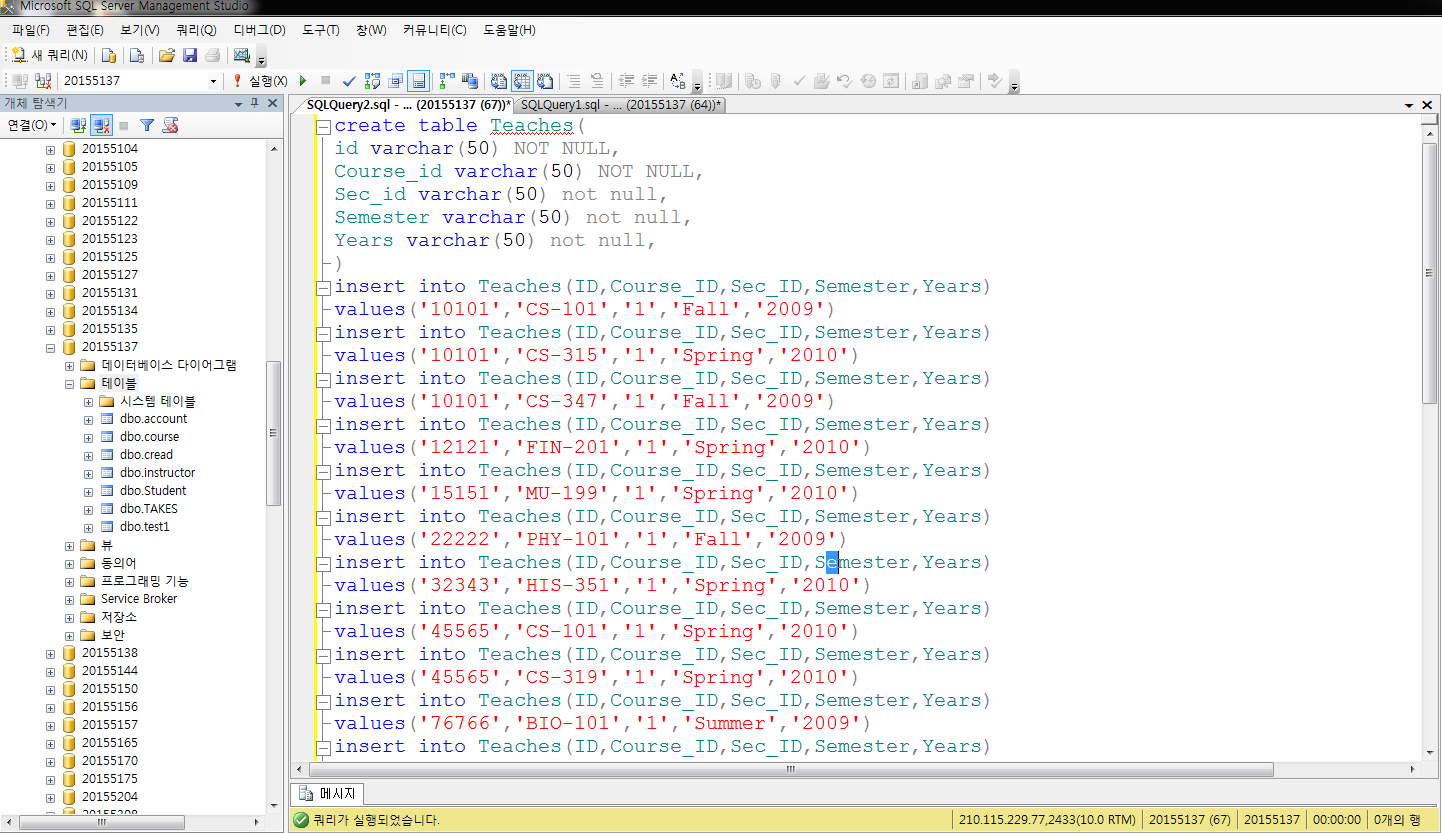 Microsoft SQL Server Management Studio
파일(F) 편집(E) 보기(V) 쿼리(Q) 디버그(D) 도구(T) 창(W) 커뮤니티(C) 도움말(H)
새 쿼리(N)
20155137 실행(X)
개체 탐색기
연결(O)
20155104
20155105
20155109
20155111
20155122
20155123
20155125
20155127
20155131
20155134
20155135
20155137
데이터베이스 다이어그램
테이블
시스템 테이블
dbo.account
dbo.course
dbo.cread
dbo.instructor
dbo.Student
dbo.TAKES
dbo.test1
뷰
동의어
프로그래밍 기능
Service Broker
저장소
보안
20155138
20155144
20155150
20155156
20155157
20155165
20155170
20155175
20155204
SQLQuery2.sql - ... (20155137 (67))* SQLQuery1.sql - ... (20155137 (64))*
create table Teaches(
id varchar(50) NOT NULL,
Course_id varchar(50) NOT NULL,
Sec_id varchar(50) not null,
Semester varchar(50) not null,
Years varchar(50) not null,
)
insert into Teaches(ID,Course_ID,Sec_ID,Semester,Years)
values('10101','CS-101','1','Fall','2009')
insert into Teaches(ID,Course_ID,Sec_ID,Semester,Years)
values('10101','CS-315','1','Spring','2010')
insert into Teaches(ID,Course_ID,Sec_ID,Semester,Years)
values('10101','CS-347','1','Fall','2009')
insert into Teaches(ID,Course_ID,Sec_ID,Semester,Years)
values('12121','FIN-201','1','Spring','2010')
insert into Teaches(ID,Course_ID,Sec_ID,Semester,Years)
values('15151','MU-199','1','Spring','2010')
insert into Teaches(ID,Course_ID,Sec_ID,Semester,Years)
values('22222','PHY-101','1','Fall','2009')
insert into Teaches(ID,Course_ID,Sec_ID,Semester,Years)
values('32343','HIS-351','1','Spring','2010')
insert into Teaches(ID,Course_ID,Sec_ID,Semester,Years)
values('45565','CS-101','1','Spring','2010')
insert into Teaches(ID,Course_ID,Sec_ID,Semester,Years)
values('45565','CS-319','1','Spring','2010')
insert into Teaches(ID,Course_ID,Sec_ID,Semester,Years)
values('76766','BIO-101','1','Summer','2009')
insert into Teaches(ID,Course_ID,Sec_ID,Semester,Years)
메시지
쿼리가 실행되었습니다. 210.115.229.77,2433(10.0 RTM) 20155137 (67) 20155137 00:00:00 0개의 행